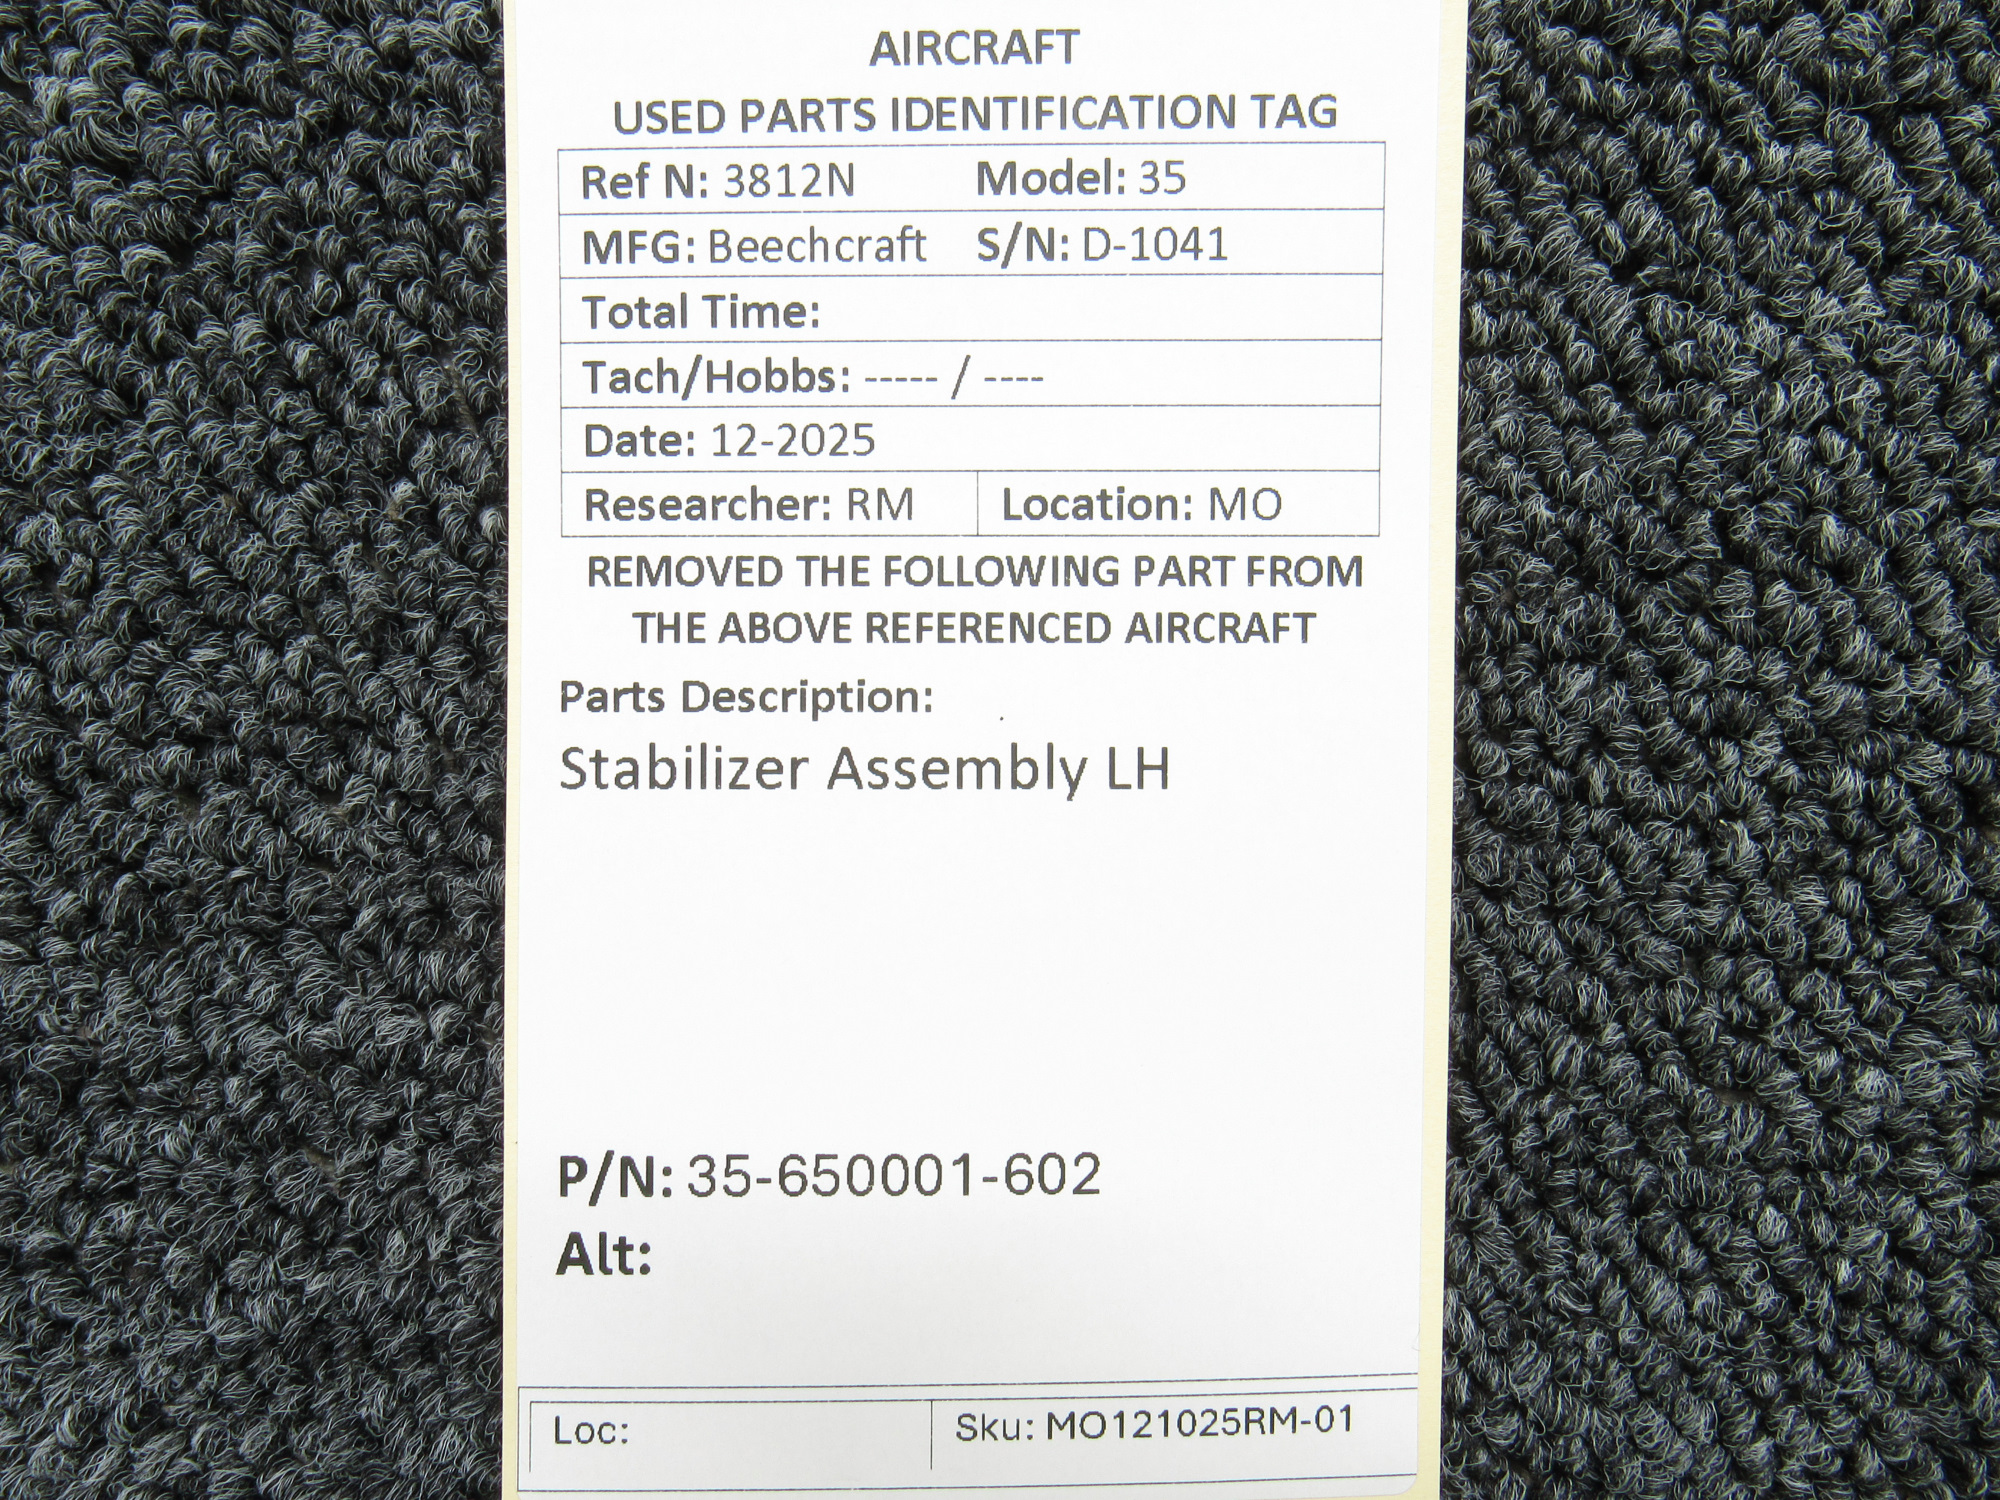 AIRCRAFT
USED PARTS IDENTIFICATION TAG
Ref N: 3812N Model: 35
MFG: Beechcraft S/N: D-1041
Total Time:
Tach/Hobbs: ----- / ----
Date: 12-2025
Researcher: RM Location: MO
REMOVED THE FOLLOWING PART FROM
THE ABOVE REFERENCED AIRCRAFT
Parts Description:
Stabilizer Assembly LH
P/N: 35-650001-602
Alt:
Loc: Sku: MO121025RM-01